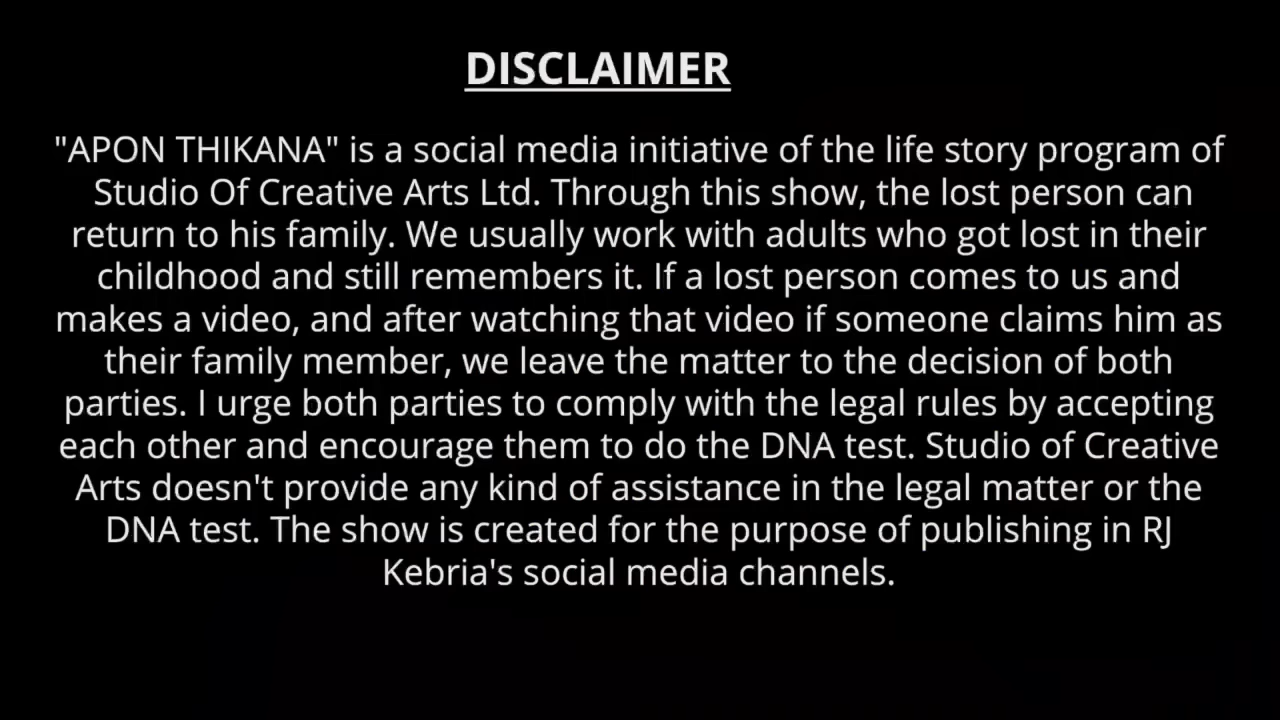 DISCLAIMER
"APON THIKANA" is a social media initiative of the life story program of
Studio Of Creative Arts Ltd. Through this show, the lost person can
return to his family. We usually work with adults who got lost in their
childhood and still remembers it. If a lost person comes to us and
makes a video, and after watching that video if someone claims him as
their family member, we leave the matter to the decision of both
parties. I urge both parties to comply with the legal rules by accepting
each other and encourage them to do the DNA test. Studio of Creative
Arts doesn't provide any kind of assistance in the legal matter or the
DNA test. The show is created for the purpose of publishing in RJ
Kebria's social media channels.